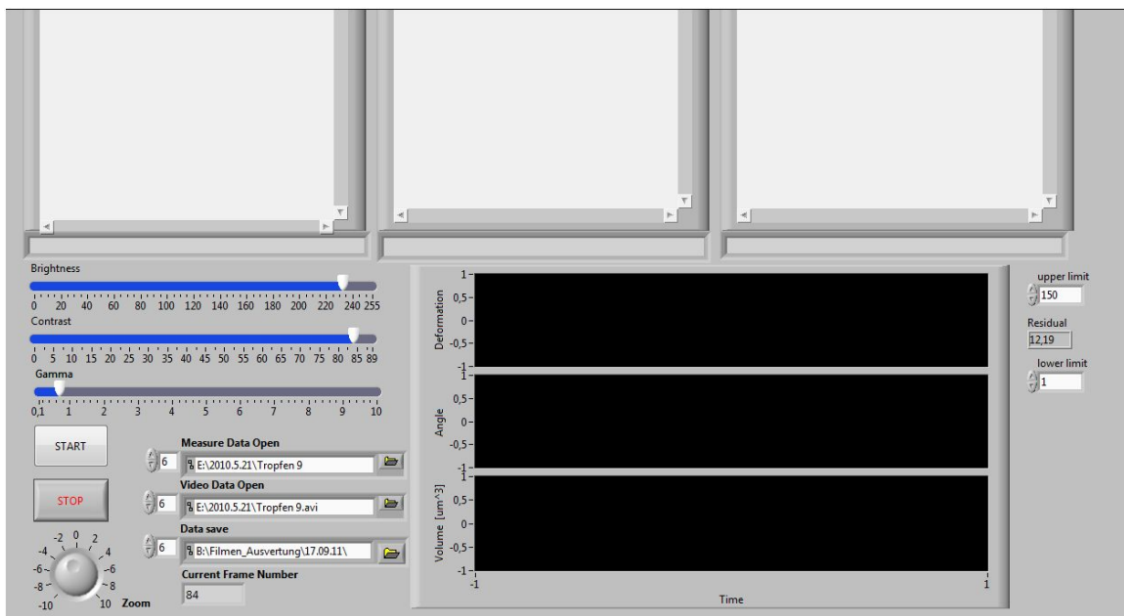 Brightness
0 20 40 60 80 100 120 140 160 180 200 220 240 255
Contrast
0 5 10 15 20 25 30 35 40 45 50 55 60 65 70 75 80 85 89
Gamma
0,1 1 2 3 4 5 6 7 8 9 10
START
STOP
-10 -8 -6 -4 -2 0 2 4 -6 -8 10
Zoom
Measure Data Open
6 E:\2010.5.21\Tropfen 9
Video Data Open
6 E:\2010.5.21\Tropfen 9.avi
Data save
6 B:\Filmen_Ausvertung\17.09.11\
Current Frame Number
84
Deformation
1
0,5
0
-0,5
-1
Angle
1
0,5
0
-0,5
-1
Volume [um^3]
1
0,5
0
-0,5
-1
-1 1
Time
upper limit
150
Residual
12,19
lower limit
1